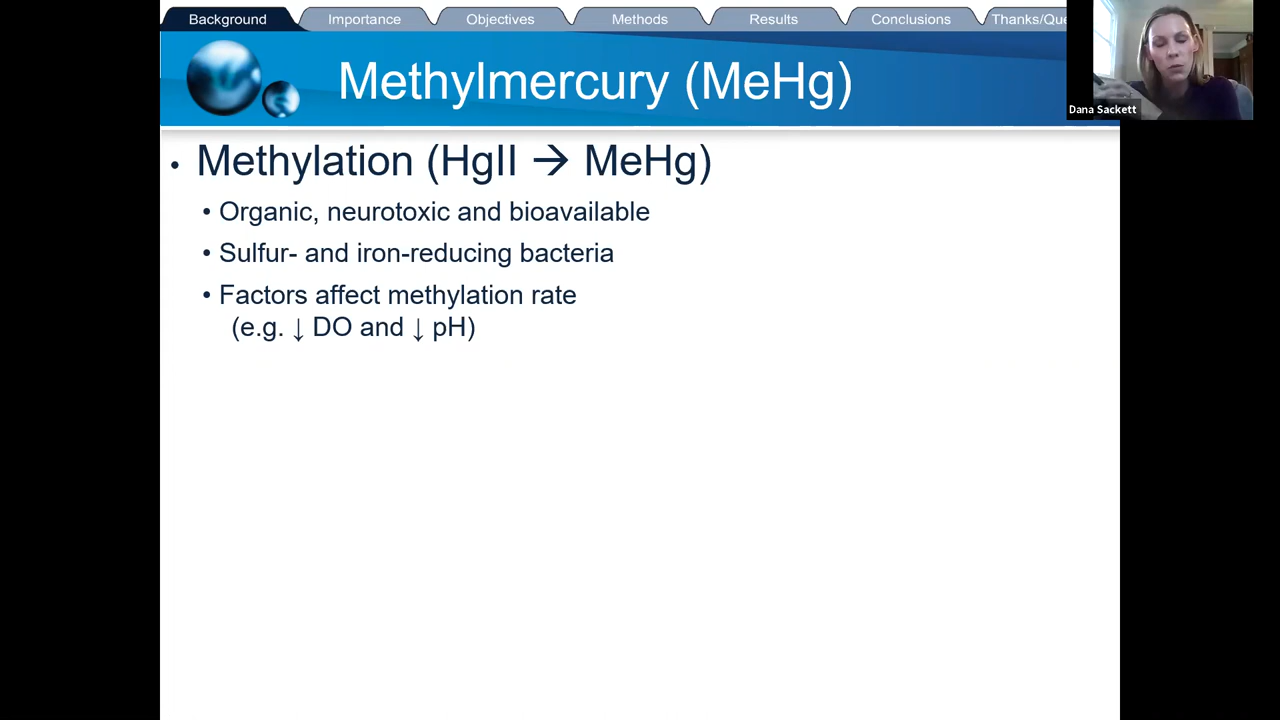 Background Importance Objectives Methods Results Conclusions Thanks/Que
Dana Sackett
Methylmercury (MeHg)
• Methylation (HgII → MeHg)
• Organic, neurotoxic and bioavailable
• Sulfur- and iron-reducing bacteria
• Factors affect methylation rate
(e.g. ↓ DO and ↓ pH)